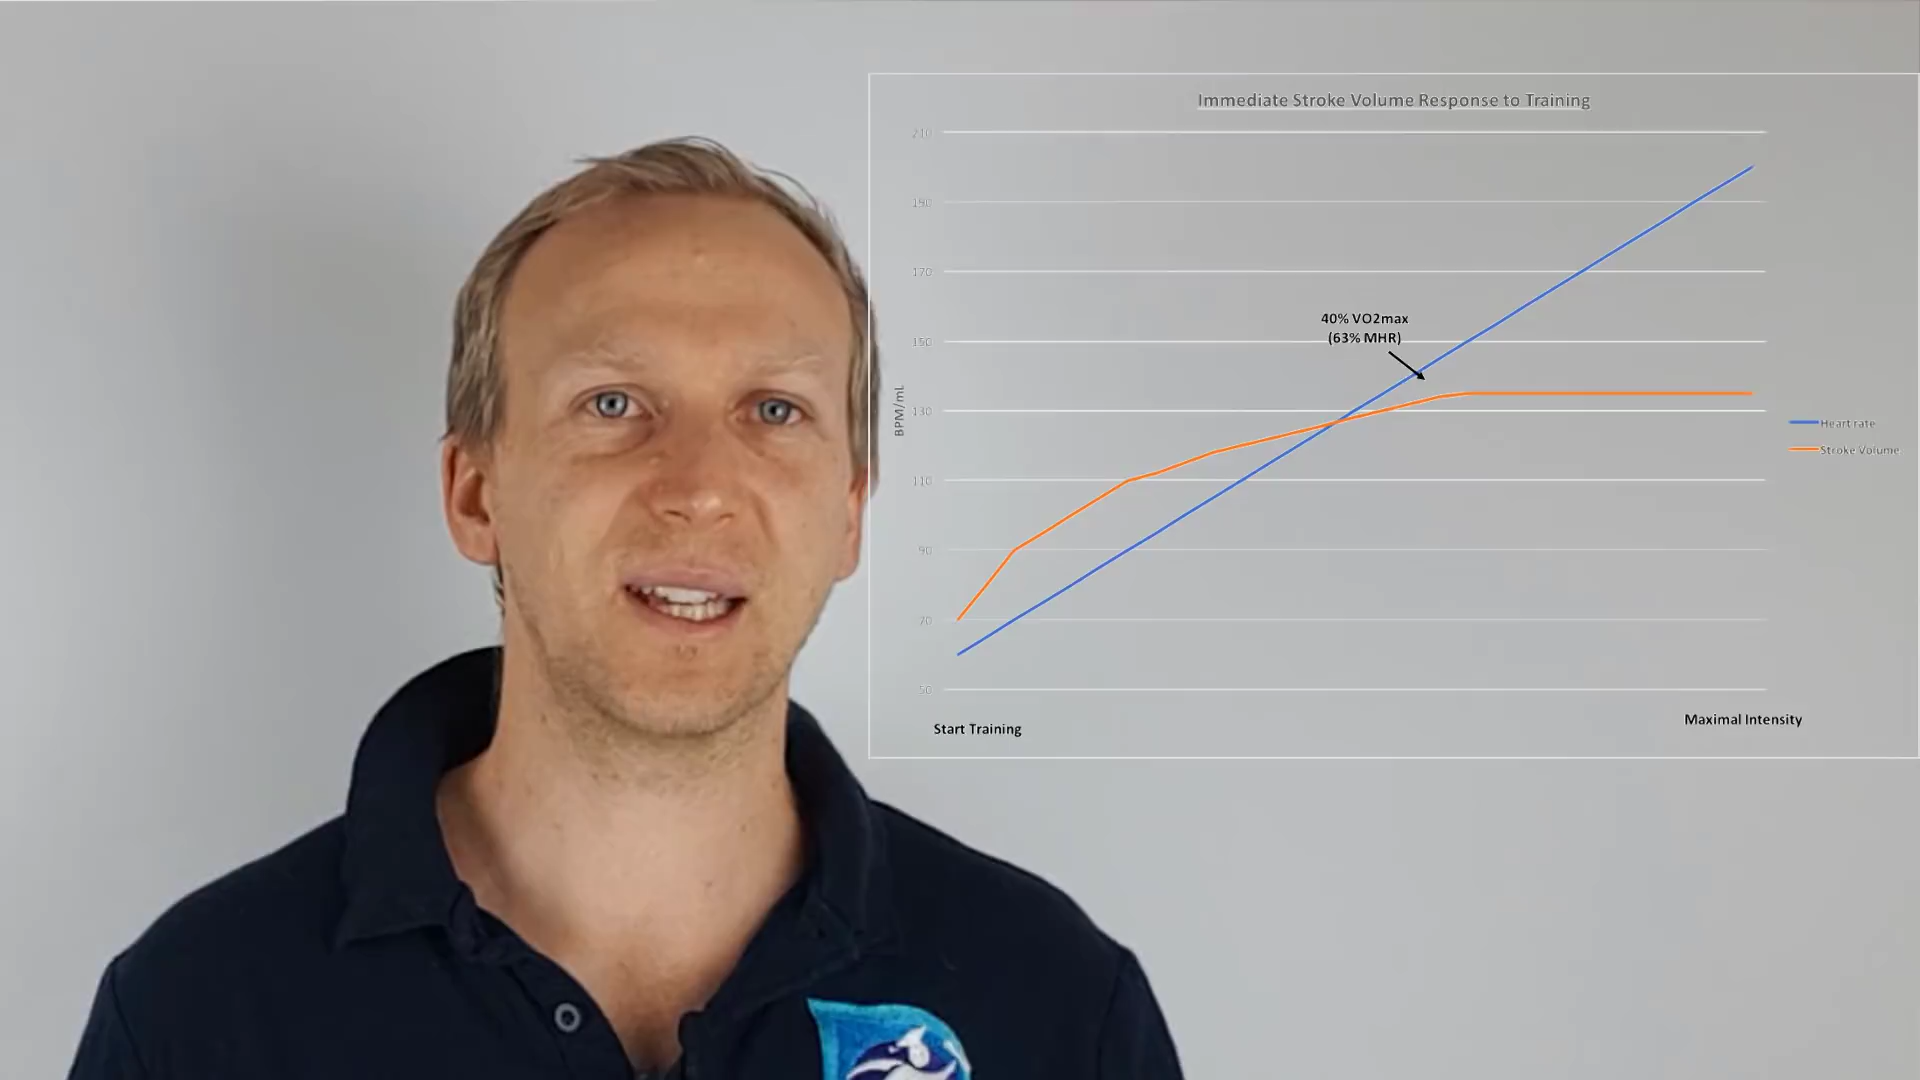 Immediate Stroke Volume Response to Training
210
190
170
150
130
110
90
70
50
BPM/mL
40% VO2max
(63% MHR)
Heart rate
Stroke Volume
Start Training
Maximal Intensity